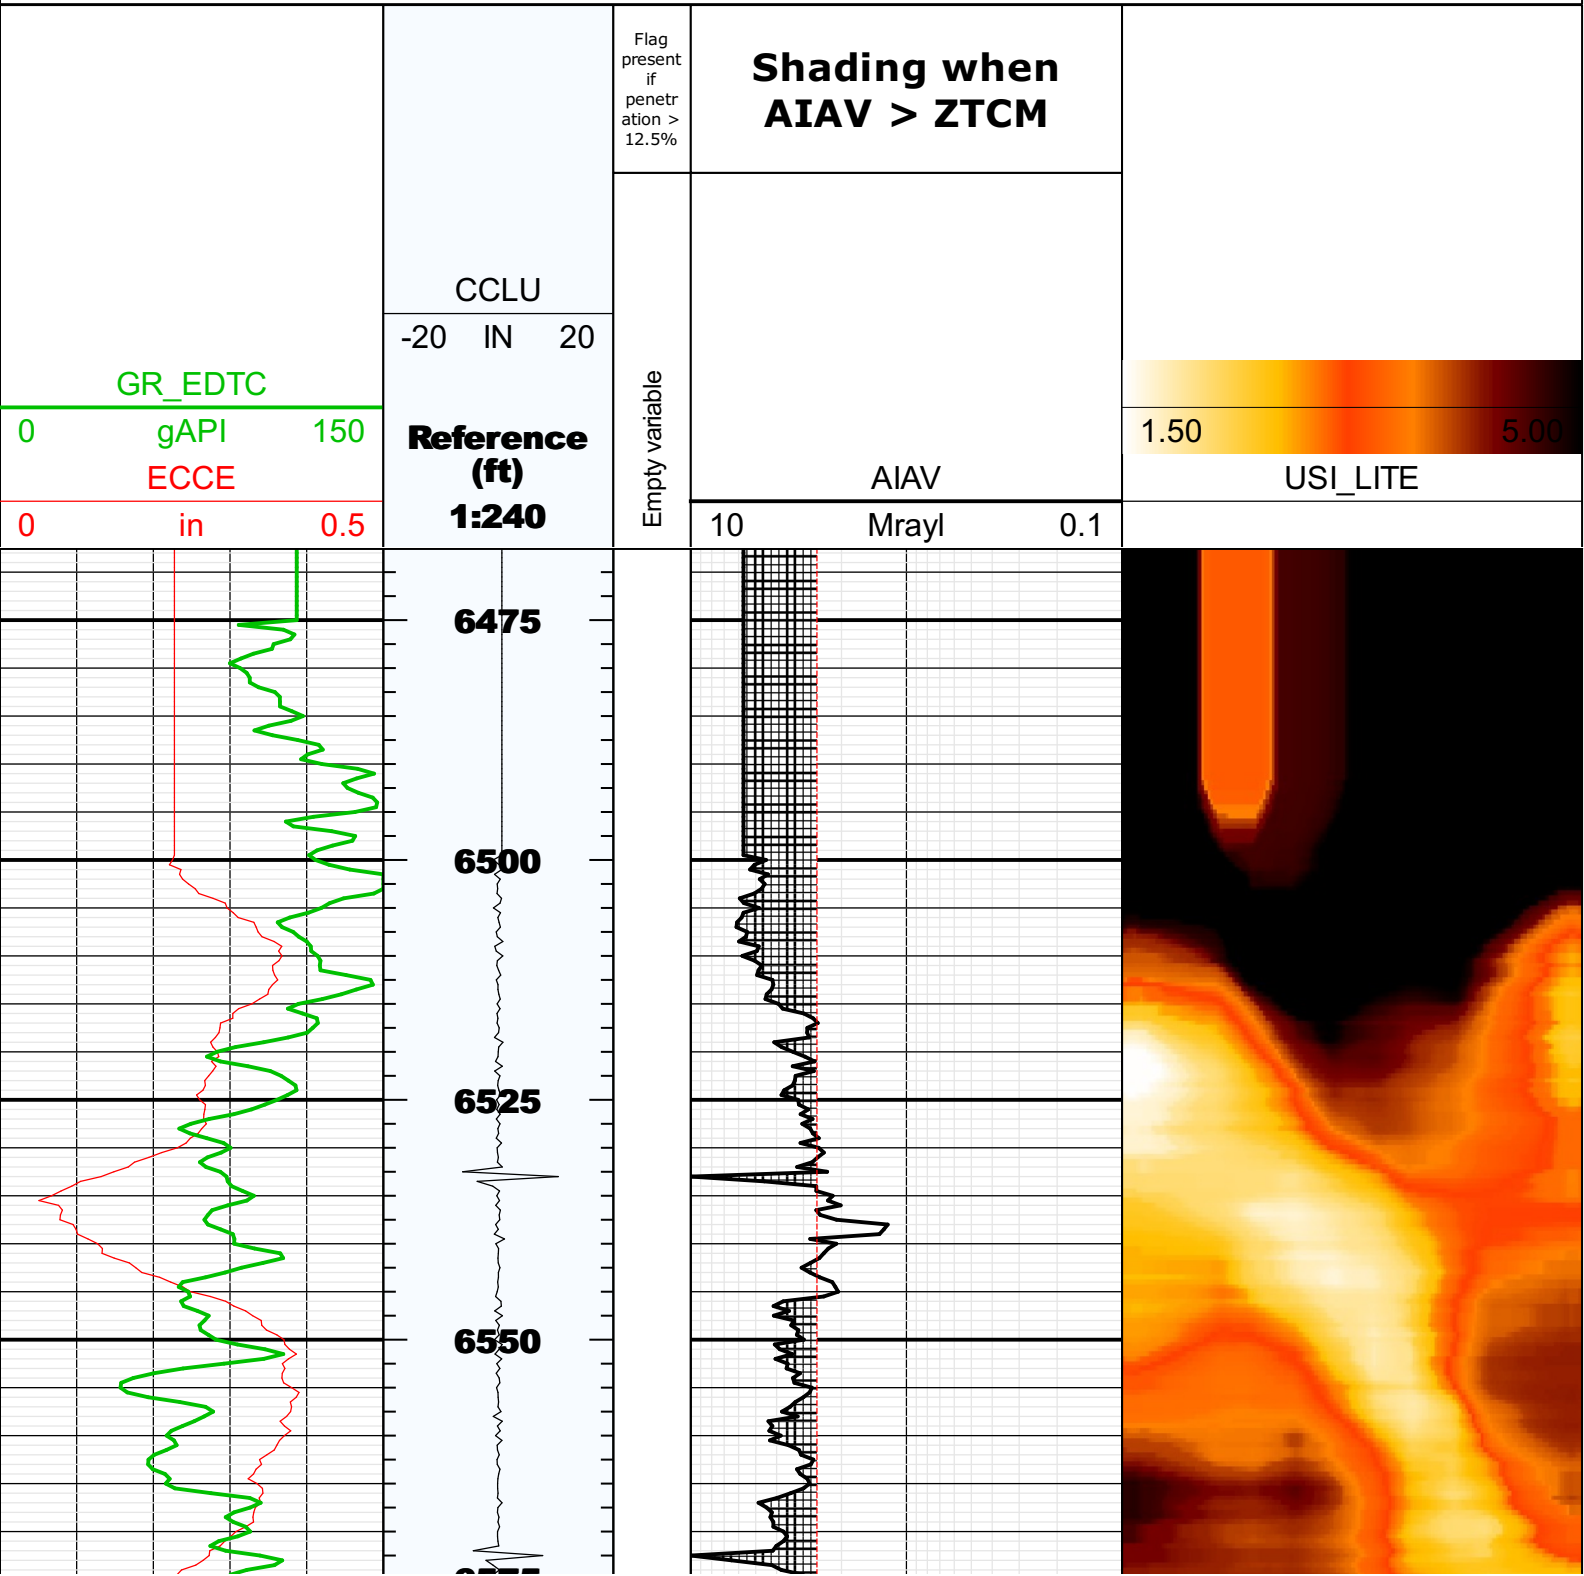 Flag
present
if
penetr
ation >
12.5%
Shading when
AIAV > ZTCM
CCLU
-20 IN 20
GR_EDTC
0 gAPI 150
ECCE
0 in 0.5
Reference
(ft)
1:240
Empty variable
AIAV
10 Mrayl 0.1
1.50 5.00
USI_LITE
6475
6500
6525
6550